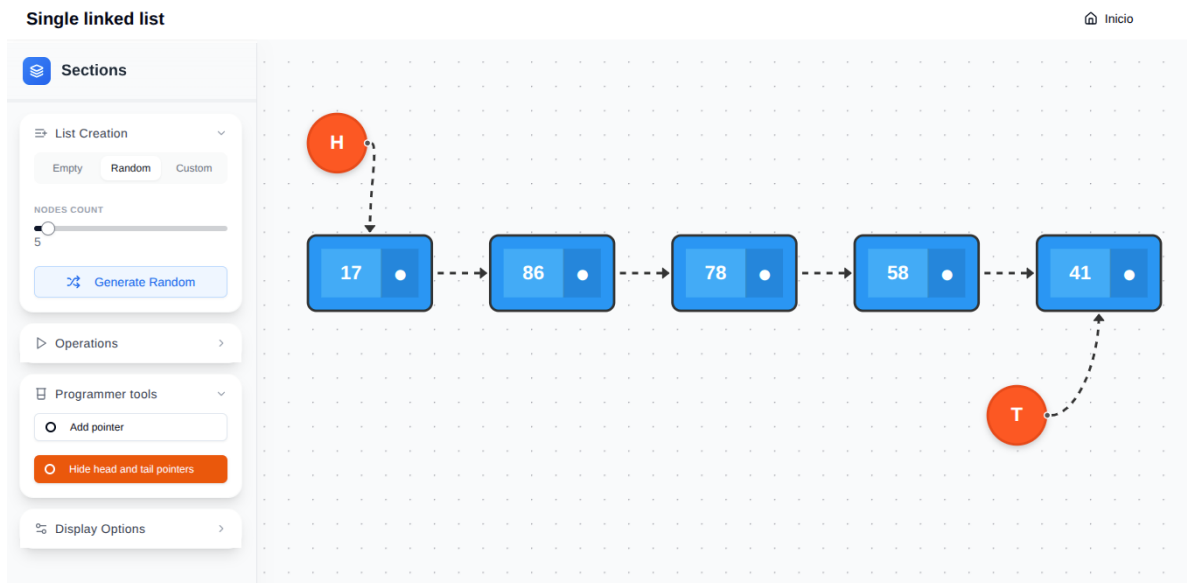 Single linked list
Inicio
Sections
List Creation
Empty Random Custom
NODES COUNT
5
Generate Random
Operations
Programmer tools
Add pointer
Hide head and tail pointers
Display Options
H
17 86 78 58 41
T